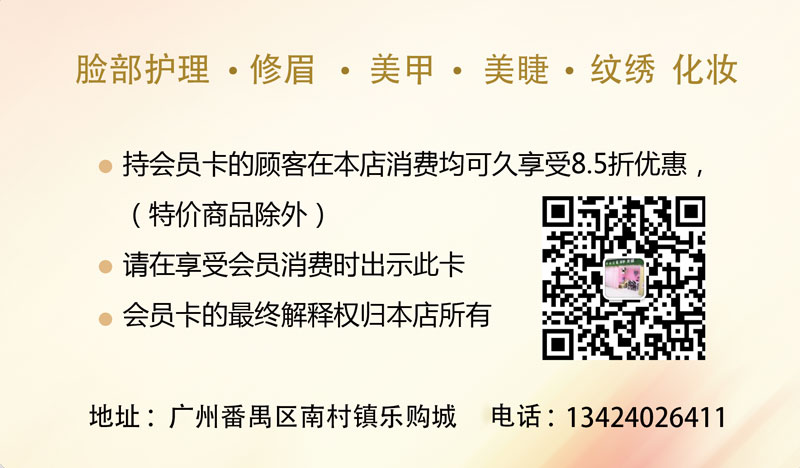 脸部护理 • 修眉 • 美甲 • 美睫 • 纹绣 化妆
持会员卡的顾客在本店消费均可久享受8.5折优惠，
（特价商品除外）
请在享受会员消费时出示此卡
会员卡的最终解释权归本店所有
地址：广州番禺区南村镇乐购城 电话：13424026411